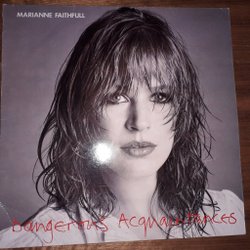 MARIANNE FAITHFULL
Dangerous Acquaintances